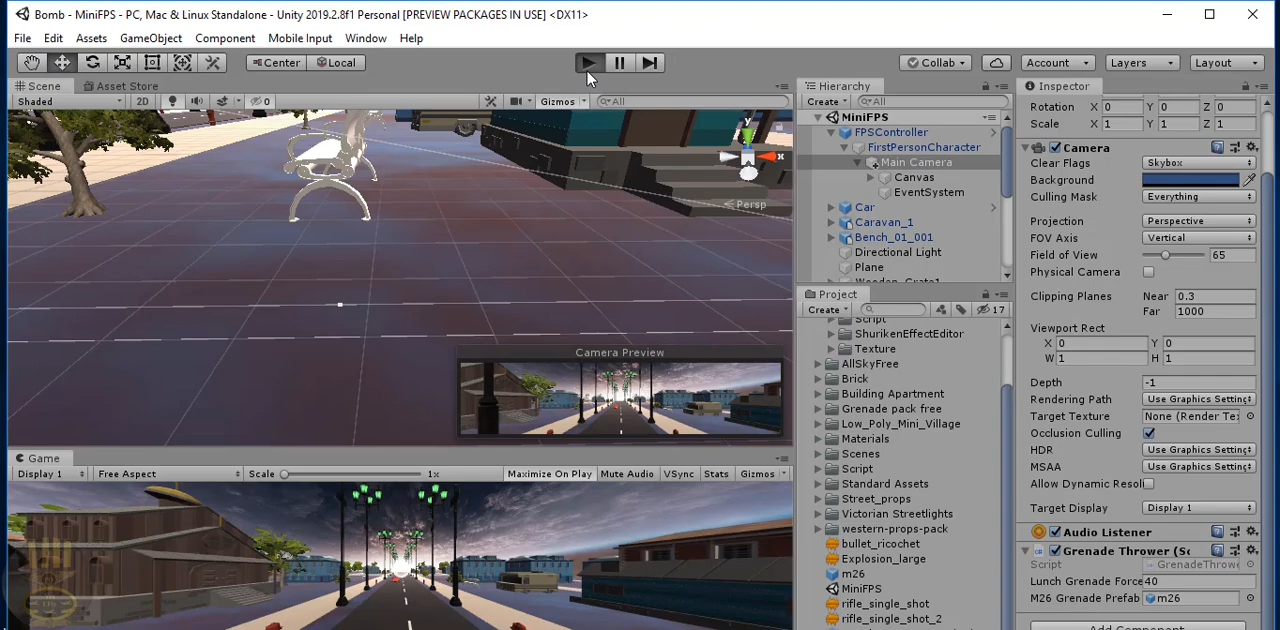 Bomb - MiniFPS - PC, Mac & Linux Standalone - Unity 2019.2.8f1 Personal [PREVIEW PACKAGES IN USE] <DX11>
File Edit Assets GameObject Component Mobile Input Window Help
Center Local Collab Account Layers Layout
Scene Asset Store Hierarchy Inspector
Shaded 2D 0 Gizmos All Create All
Rotation X 0 Y 0 Z 0
Scale X 1 Y 1 Z 1
MiniFPS
FPSController
FirstPersonCharacter
Main Camera
Canvas
EventSystem
Car
Caravan_1
Bench_01_001
Directional Light
Plane
Wooden_Crate1
y
x
Persp
Camera Preview
Camera
Clear Flags Skybox
Background
Culling Mask Everything
Projection Perspective
FOV Axis Vertical
Field of View 65
Physical Camera
Clipping Planes Near 0.3
Far 1000
Viewport Rect
X 0 Y 0
W 1 H 1
Depth -1
Rendering Path Use Graphics Setting
Target Texture None (Render Te
Occlusion Culling
HDR Use Graphics Setting
MSAA Use Graphics Setting
Allow Dynamic Resol
Target Display Display 1
Audio Listener
Grenade Thrower (Sc
Script GrenadeThrowe
Lunch Grenade Force 40
M26 Grenade Prefab m26
Add Component
Project
Create 17
Script
ShurikenEffectEditor
Texture
AllSkyFree
Brick
Building Apartment
Grenade pack free
Low_Poly_Mini_Village
Materials
Scenes
Script
Standard Assets
Street_props
Victorian Streetlights
western-props-pack
bullet_ricochet
Explosion_large
m26
MiniFPS
rifle_single_shot
rifle_single_shot_2
Game
Display 1 Free Aspect Scale 1x Maximize On Play Mute Audio VSync Stats Gizmos